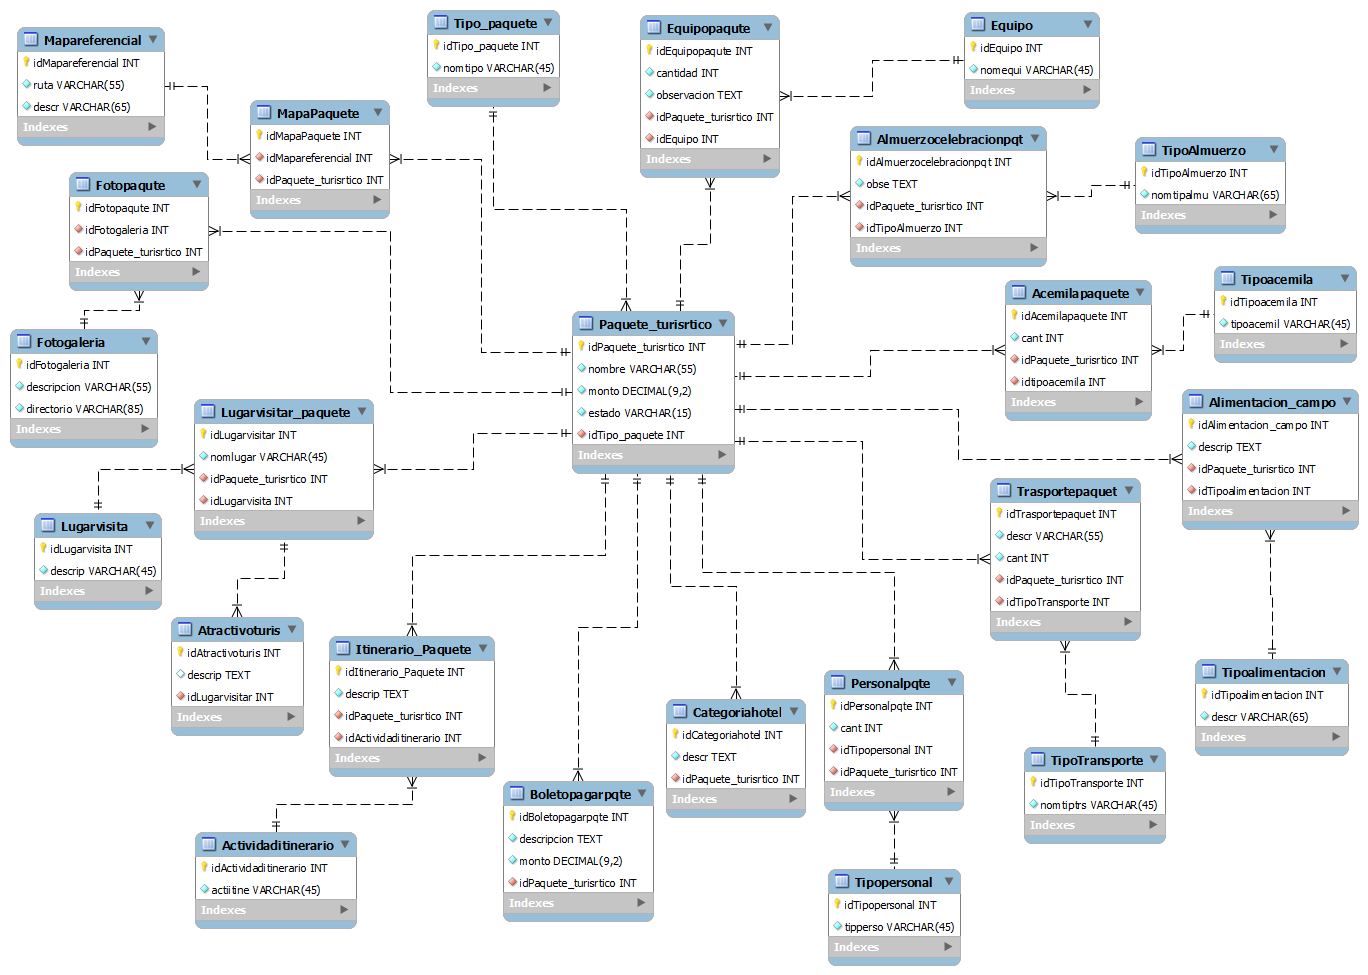 Mapareferencial
idMapareferencial INT
ruta VARCHAR(55)
descr VARCHAR(65)
Indexes
Tipo_paquete
idTipo_paquete INT
nomtipo VARCHAR(45)
Indexes
Equipopaqute
idEquipopaqute INT
cantidad INT
observacion TEXT
idPaquete_turisrtico INT
idEquipo INT
Indexes
Equipo
idEquipo INT
nomequi VARCHAR(45)
Indexes
MapaPaquete
idMapaPaquete INT
idMapareferencial INT
idPaquete_turisrtico INT
Indexes
Almuerzocelebracionpqt
idAlmuerzocelebracionpqt INT
obse TEXT
idPaquete_turisrtico INT
idTipoAlmuerzo INT
Indexes
TipoAlmuerzo
idTipoAlmuerzo INT
nomtipalmu VARCHAR(65)
Indexes
Fotopaqute
idFotopaqute INT
idFotogaleria INT
idPaquete_turisrtico INT
Indexes
Acemilapaquete
idAcemilapaquete INT
cant INT
idPaquete_turisrtico INT
idtipoacemila INT
Indexes
Tipoacemila
idTipoacemila INT
tipoacemil VARCHAR(45)
Indexes
Paquete_turisrtico
idPaquete_turisrtico INT
nombre VARCHAR(55)
monto DECIMAL(9,2)
estado VARCHAR(15)
idTipo_paquete INT
Indexes
Fotogaleria
idFotogaleria INT
descripcion VARCHAR(55)
directorio VARCHAR(85)
Indexes
Lugarvisitar_paquete
idLugarvisitar INT
nomlugar VARCHAR(45)
idPaquete_turisrtico INT
idLugarvisita INT
Indexes
Alimentacion_campo
idAlimentacion_campo INT
descrip TEXT
idPaquete_turisrtico INT
idTipoalimentacion INT
Indexes
Trasportepaquet
idTrasportepaquet INT
descr VARCHAR(55)
cant INT
idPaquete_turisrtico INT
idTipoTransporte INT
Indexes
Lugarvisita
idLugarvisita INT
descrip VARCHAR(45)
Indexes
Atractivoturis
idAtractivoturis INT
descrip TEXT
idLugarvisitar INT
Indexes
Itinerario_Paquete
idItinerario_Paquete INT
descrip TEXT
idPaquete_turisrtico INT
idActividaditinerario INT
Indexes
Tipoalimentacion
idTipoalimentacion INT
descr VARCHAR(65)
Indexes
Personalpqte
idPersonalpqte INT
cant INT
idTipopersonal INT
idPaquete_turisrtico INT
Indexes
Categoriahotel
idCategoriahotel INT
descr TEXT
idPaquete_turisrtico INT
Indexes
TipoTransporte
idTipoTransporte INT
nomtiptrs VARCHAR(45)
Indexes
Boletopagarpqte
idBoletopagarpqte INT
descripcion TEXT
monto DECIMAL(9,2)
idPaquete_turisrtico INT
Indexes
Actividaditinerario
idActividaditinerario INT
actiitine VARCHAR(45)
Indexes
Tipopersonal
idTipopersonal INT
tipperso VARCHAR(45)
Indexes